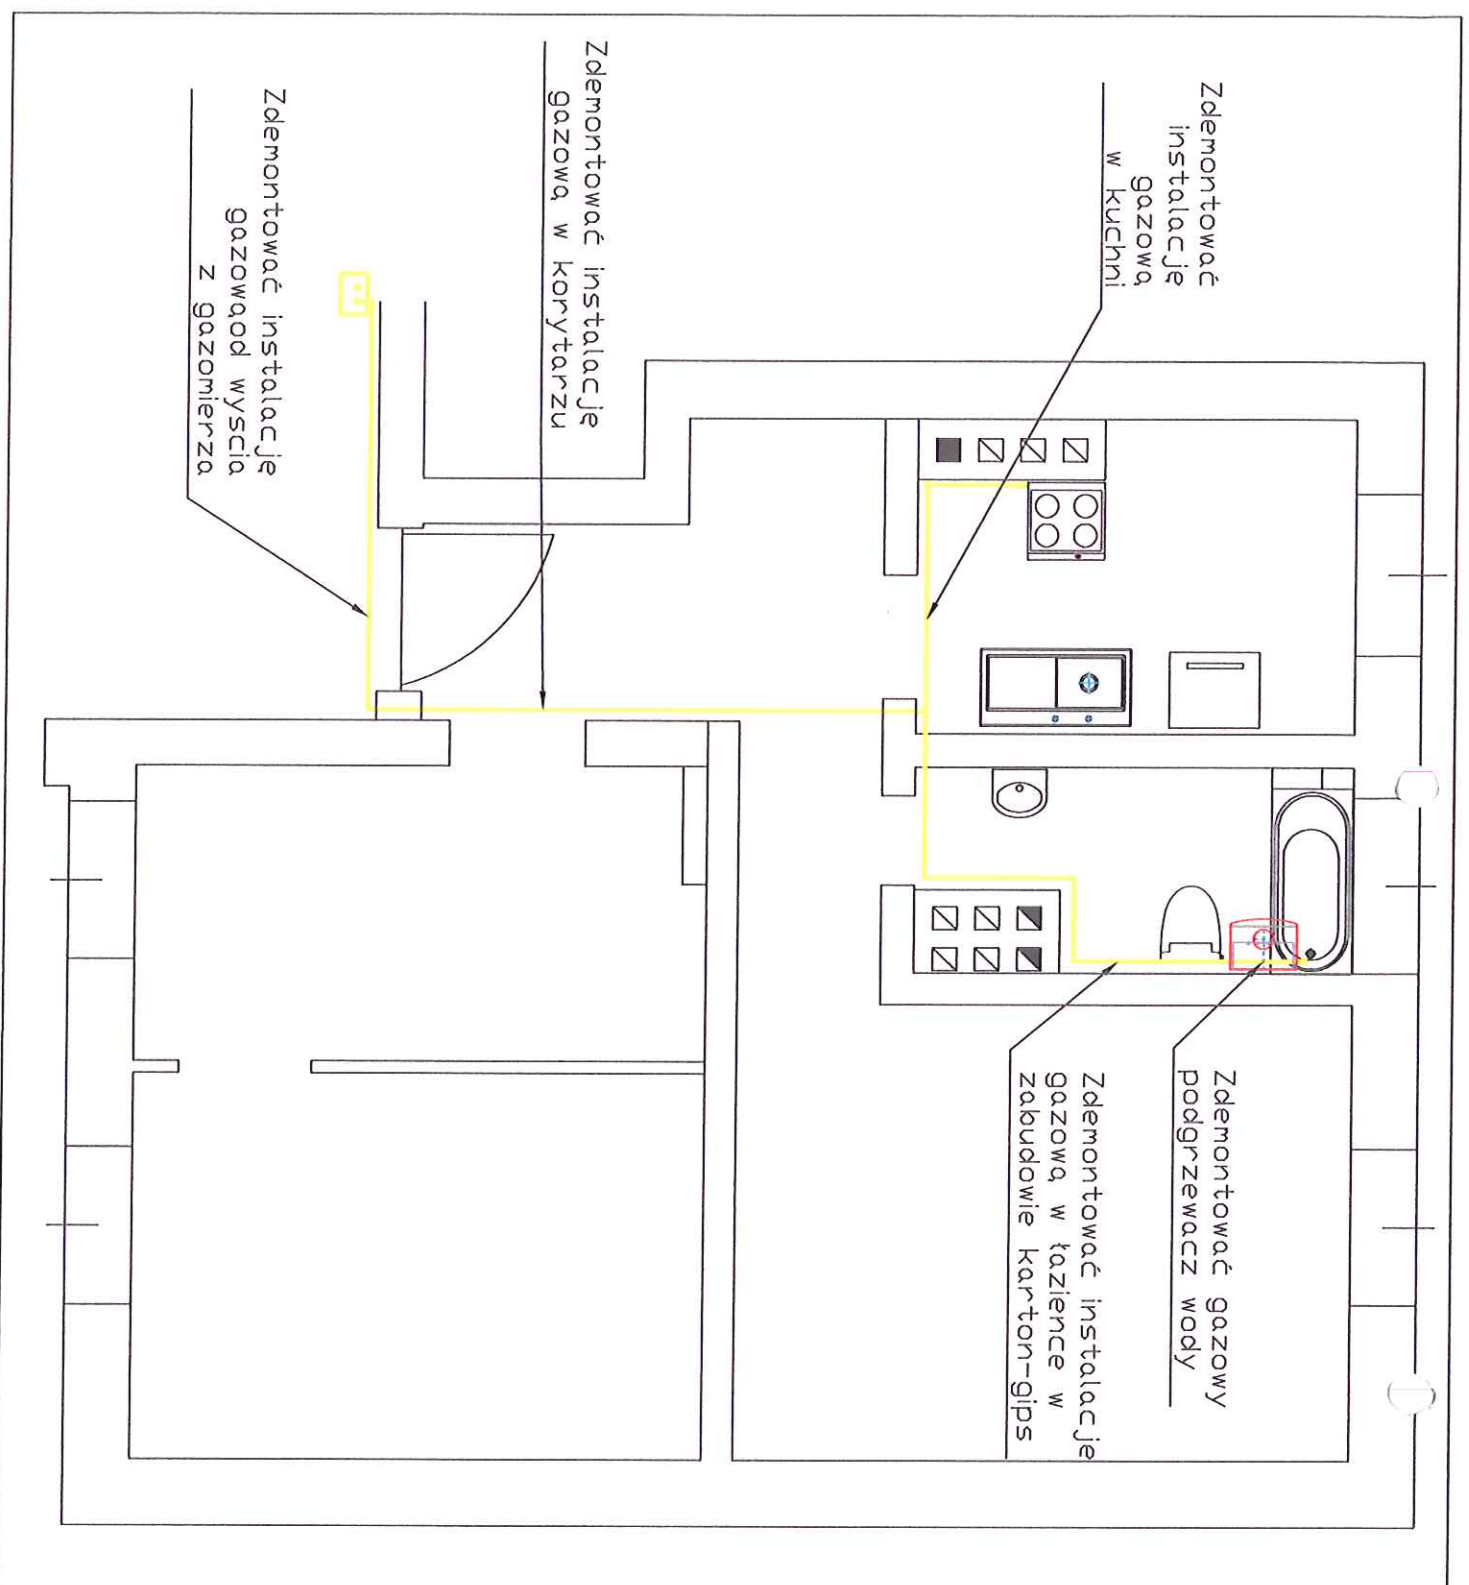 Zdemontować
instalację
gazową
w kuchni
Zdemontować instalację
gazową w korytarzu
Zdemontować instalację
gazowąod wyscia
z gazomierza
Zdemontować gazowy
podgrzewacz wody
Zdemontować instalację
gazową w łazience w
zabudowie karton-gips